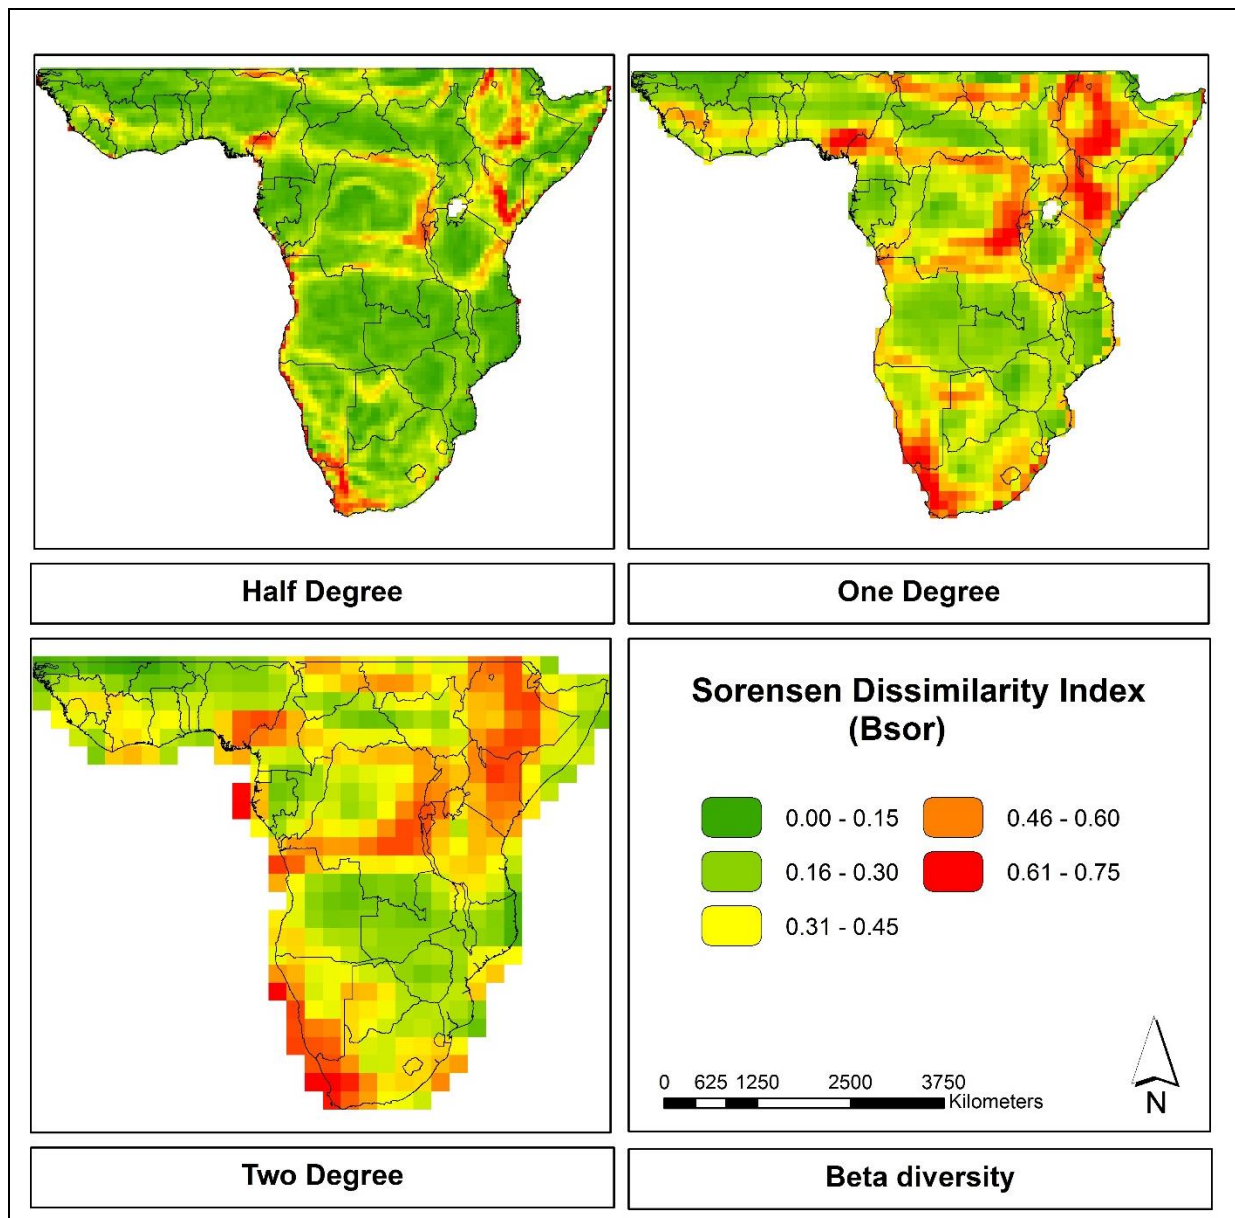 Half Degree
One Degree
Two Degree
Sorensen Dissimilarity Index
(Bsor)
0.00 - 0.15
0.16 - 0.30
0.31 - 0.45
0.46 - 0.60
0.61 - 0.75
0 625 1250 2500 3750
Kilometers
N
Beta diversity